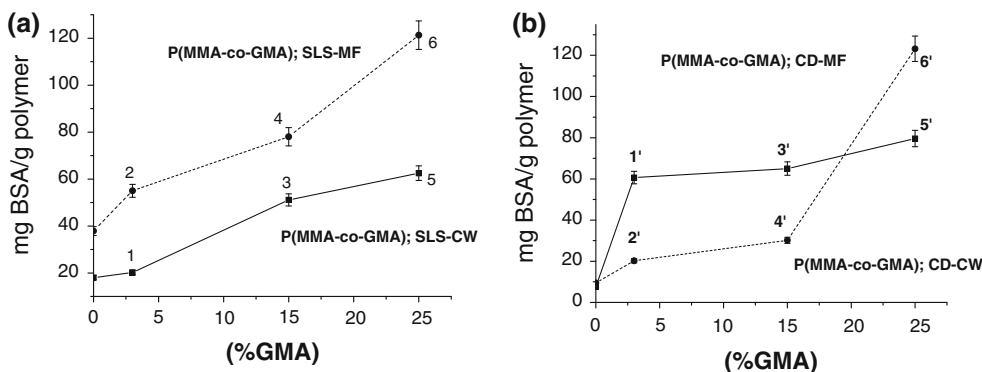 (a)
mg BSA/g polymer
120
100
80
60
40
20
P(MMA-co-GMA); SLS-MF
6
4
2
3
5
1
P(MMA-co-GMA); SLS-CW
0 5 10 15 20 25
(%GMA)
(b)
mg BSA/g polymer
120
100
80
60
40
20
0
P(MMA-co-GMA); CD-MF
6'
5'
1'
3'
2'
4'
P(MMA-co-GMA); CD-CW
0 5 10 15 20 25
(%GMA)